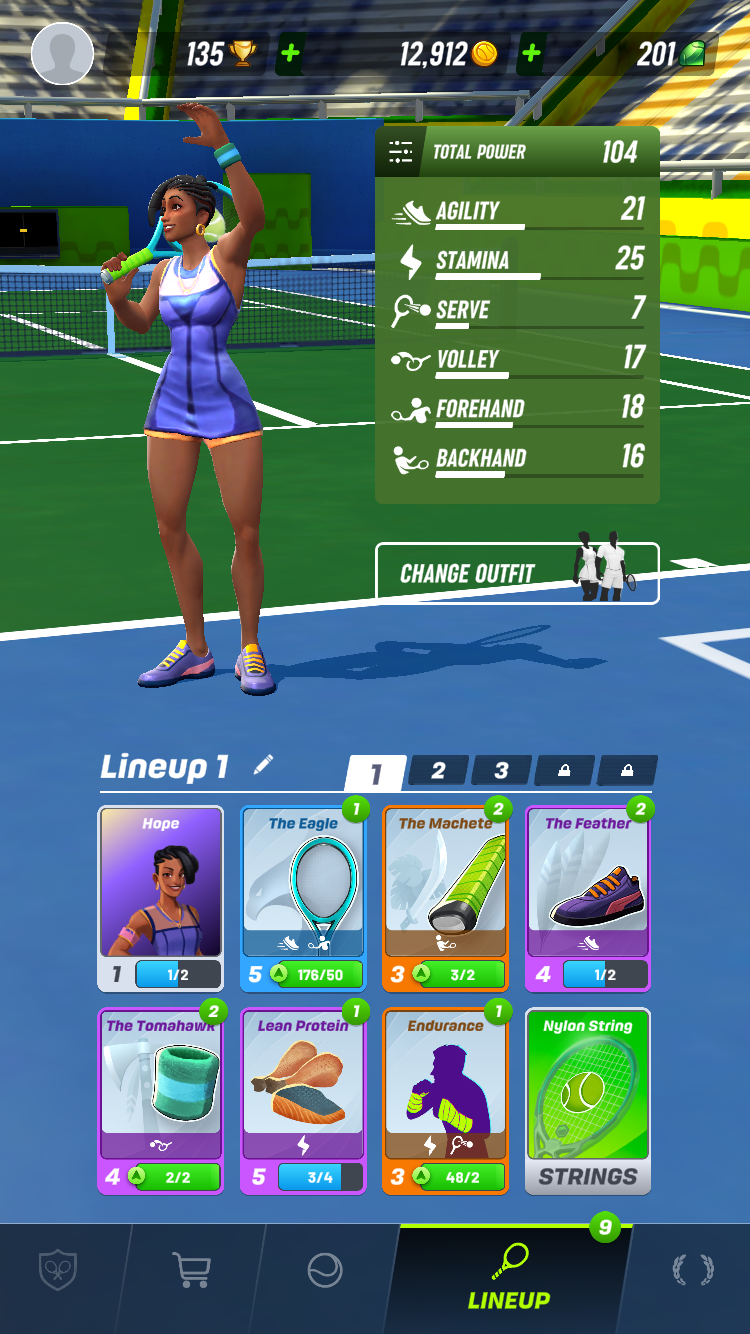 135
12,912
201
TOTAL POWER 104
AGILITY 21
STAMINA 25
SERVE 7
VOLLEY 17
FOREHAND 18
BACKHAND 16
CHANGE OUTFIT
Lineup 1
1 2 3
1 2 2
Hope The Eagle The Machete The Feather
1 1/2 5 176/50 3 3/2 4 1/2
2 1 1
The Tomahawk Lean Protein Endurance Nylon String
4 2/2 5 3/4 3 48/2 STRINGS
9
LINEUP